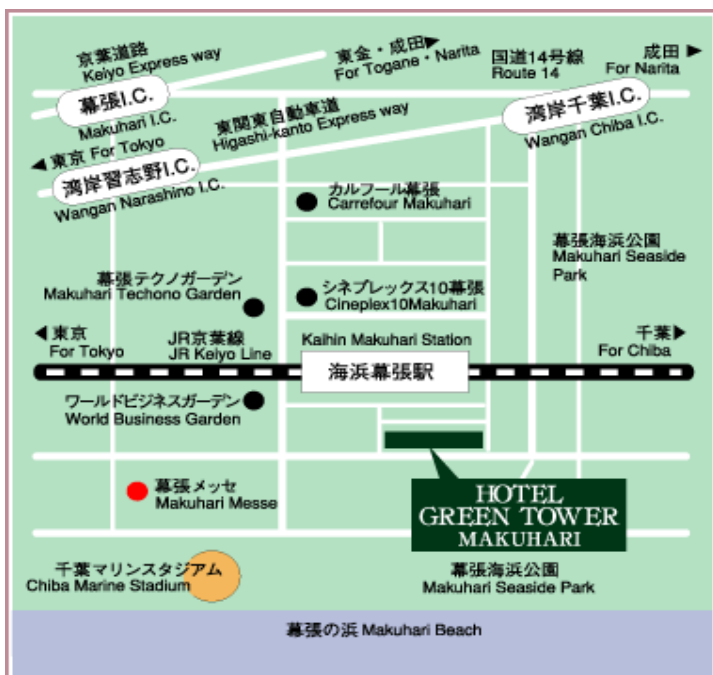 京葉道路
Keiyo Express way
東金・成田▶
For Togane・Narita
国道14号線
Route 14
成田 ▶
For Narita
幕張I.C.
Makuhari I.C.
東関東自動車道
Higashi-kanto Express way
湾岸千葉I.C.
Wangan Chiba I.C.
◀ 東京 For Tokyo
湾岸習志野I.C.
Wangan Narashino I.C.
カルフール幕張
Carrefour Makuhari
幕張海浜公園
Makuhari Seaside
Park
幕張テクノガーデン
Makuhari Techono Garden
シネプレックス10幕張
Cineplex10Makuhari
◀東京
For Tokyo
JR京葉線
JR Keiyo Line
Kaihin Makuhari Station
海浜幕張駅
千葉▶
For Chiba
ワールドビジネスガーデン
World Business Garden
幕張メッセ
Makuhari Messe
HOTEL
GREEN TOWER
MAKUHARI
千葉マリンスタジアム
Chiba Marine Stadium
幕張海浜公園
Makuhari Seaside Park
幕張の浜 Makuhari Beach